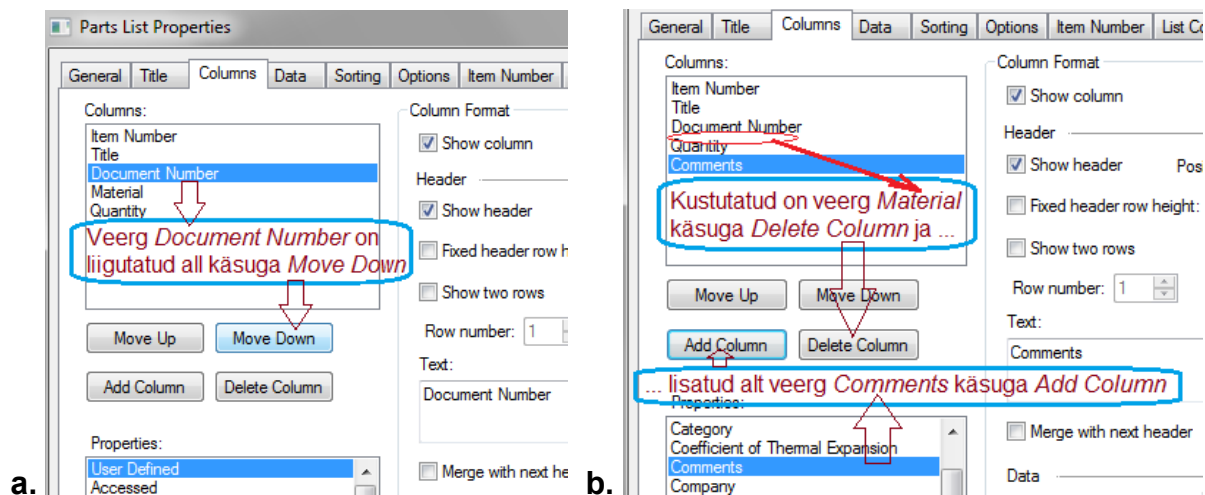 Parts List Properties
General Title Columns Data Sorting Options Item Number
Columns:
Item Number
Title
Document Number
Material
Quantity
Veerg Document Number on
liigutatud all käsuga Move Down
Move Up Move Down
Add Column Delete Column
Properties:
User Defined
Accessed
Column Format
Show column
Header
Show header
Fixed header row h
Show two rows
Row number: 1
Text:
Document Number
Merge with next he
a.
General Title Columns Data Sorting Options Item Number List Co
Columns:
Item Number
Title
Document Number
Quantity
Comments
Kustutatud on veerg Material
käsuga Delete Column ja ...
Move Up Move Down
Add Column Delete Column
... lisatud alt veerg Comments käsuga Add Column
Properties:
Category
Coefficient of Thermal Expansion
Comments
Company
Column Format
Show column
Header
Show header Pos
Fixed header row height:
Show two rows
Row number: 1
Text:
Comments
Merge with next header
Data
b.